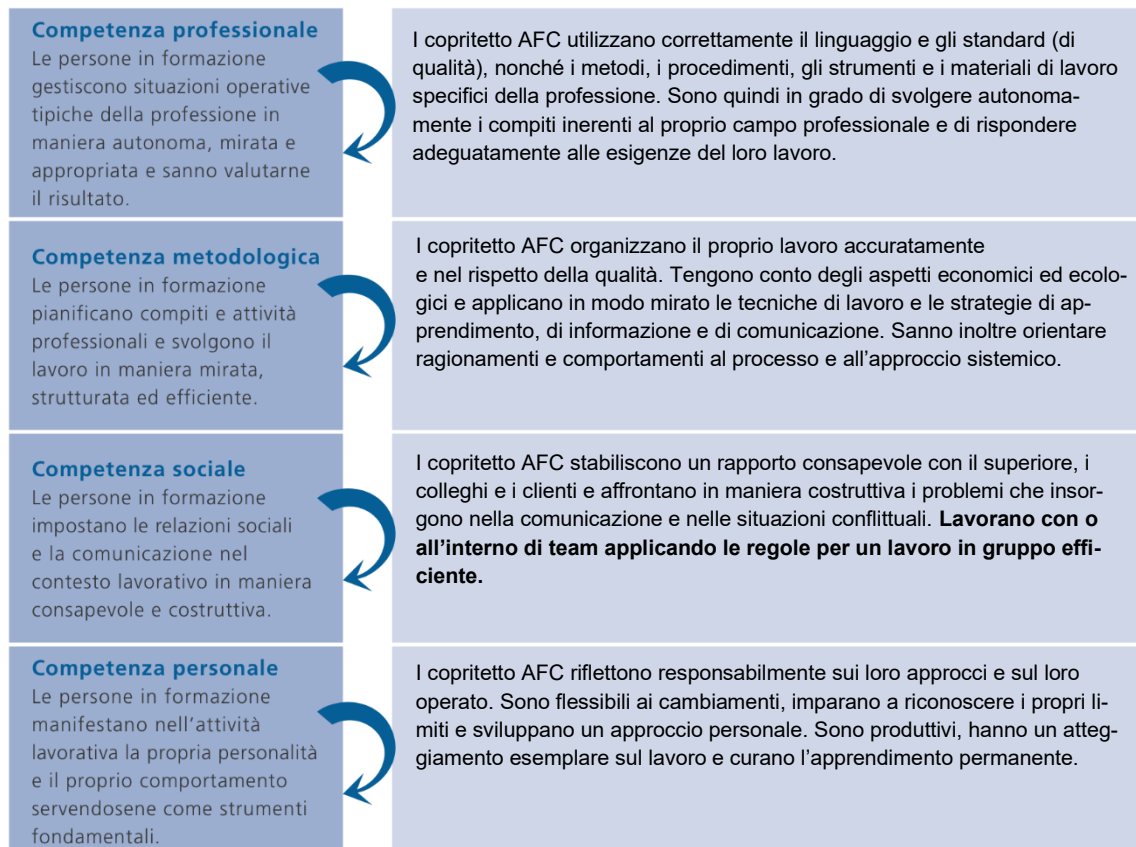 Competenza professionale
Le persone in formazione
gestiscono situazioni operative
tipiche della professione in
maniera autonoma, mirata e
appropriata e sanno valutarne
il risultato.
I copritetto AFC utilizzano correttamente il linguaggio e gli standard (di
qualità), nonché i metodi, i procedimenti, gli strumenti e i materiali di lavoro
specifici della professione. Sono quindi in grado di svolgere autonoma-
mente i compiti inerenti al proprio campo professionale e di rispondere
adeguatamente alle esigenze del loro lavoro.
Competenza metodologica
Le persone in formazione
pianificano compiti e attività
professionali e svolgono il
lavoro in maniera mirata,
strutturata ed efficiente.
I copritetto AFC organizzano il proprio lavoro accuratamente
e nel rispetto della qualità. Tengono conto degli aspetti economici ed ecolo-
gici e applicano in modo mirato le tecniche di lavoro e le strategie di ap-
prendimento, di informazione e di comunicazione. Sanno inoltre orientare
ragionamenti e comportamenti al processo e all'approccio sistemico.
Competenza sociale
Le persone in formazione
impostano le relazioni sociali
e la comunicazione nel
contesto lavorativo in maniera
consapevole e costruttiva.
I copritetto AFC stabiliscono un rapporto consapevole con il superiore, i
colleghi e i clienti e affrontano in maniera costruttiva i problemi che insor-
gono nella comunicazione e nelle situazioni conflittuali. Lavorano con o
all'interno di team applicando le regole per un lavoro in gruppo effi-
ciente.
Competenza personale
Le persone in formazione
manifestano nell'attività
lavorativa la propria personalità
e il proprio comportamento
servendosene come strumenti
fondamentali.
I copritetto AFC riflettono responsabilmente sui loro approcci e sul loro
operato. Sono flessibili ai cambiamenti, imparano a riconoscere i propri li-
miti e sviluppano un approccio personale. Sono produttivi, hanno un atteg-
giamento esemplare sul lavoro e curano l'apprendimento permanente.